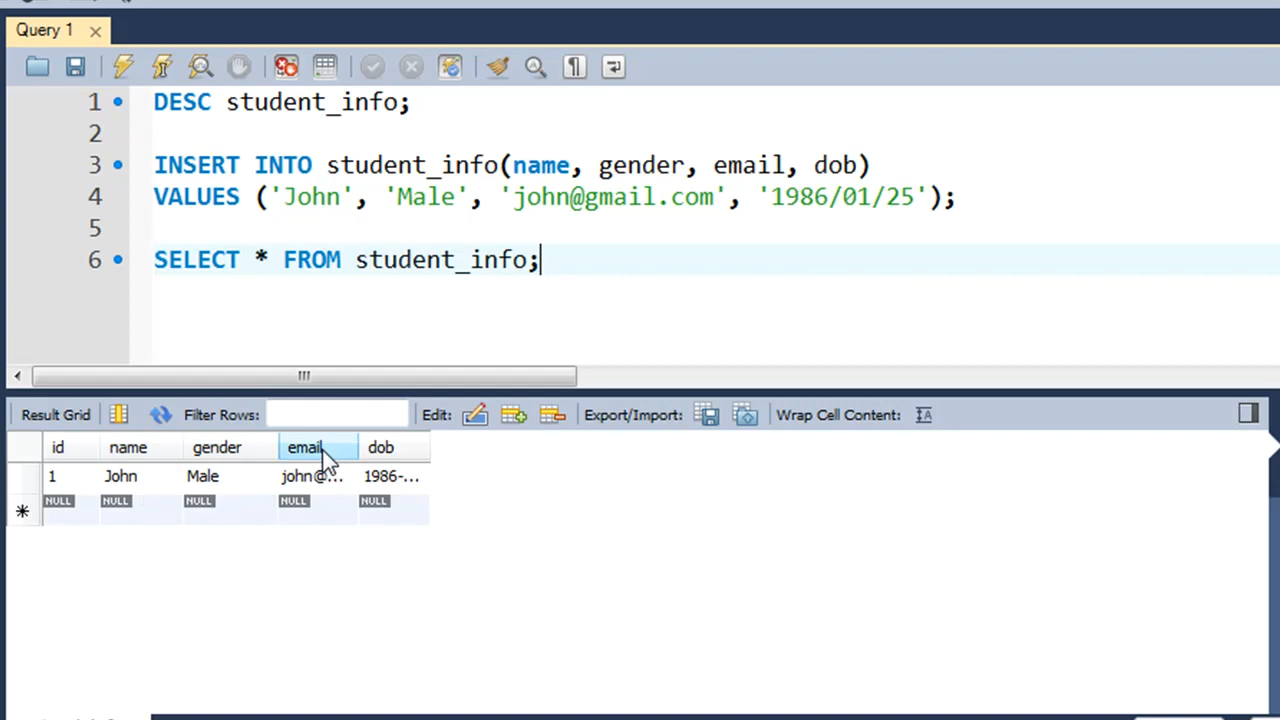 Query 1
1 DESC student_info;
2
3 INSERT INTO student_info(name, gender, email, dob)
4 VALUES ('John', 'Male', 'john@gmail.com', '1986/01/25');
5
6 SELECT * FROM student_info;
Result Grid Filter Rows: Edit: Export/Import: Wrap Cell Content:
id name gender email dob
1 John Male john@... 1986-...
NULL NULL NULL NULL NULL